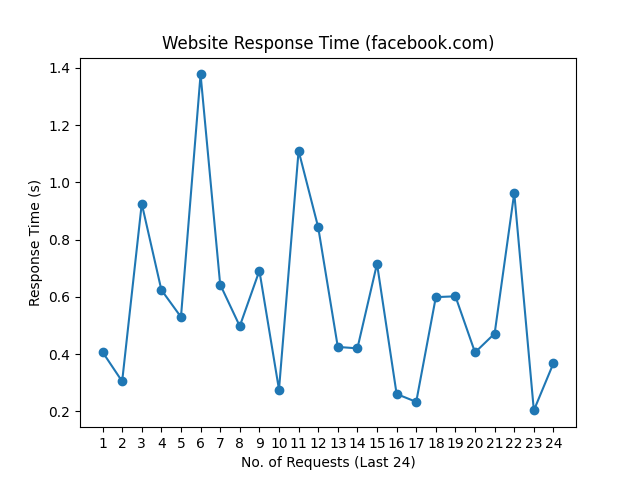 Website Response Time (facebook.com)
Response Time (s)
1.4
1.2
1.0
0.8
0.6
0.4
0.2
1 2 3 4 5 6 7 8 9 10 11 12 13 14 15 16 17 18 19 20 21 22 23 24
No. of Requests (Last 24)